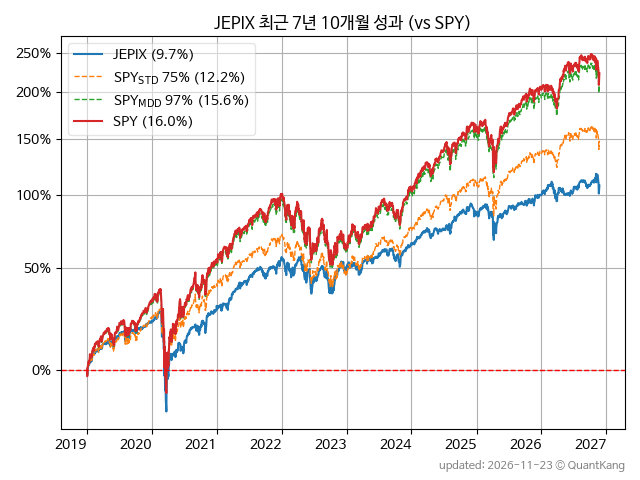 JEPIX 최근 7년 10개월 성과 (vs SPY)
JEPIX (9.7%)
SPY_STD 75% (12.2%)
SPY_MDD 97% (15.6%)
SPY (16.0%)
250%
200%
150%
100%
50%
0%
2019 2020 2021 2022 2023 2024 2025 2026 2027
updated: 2026-11-23 © QuantKang